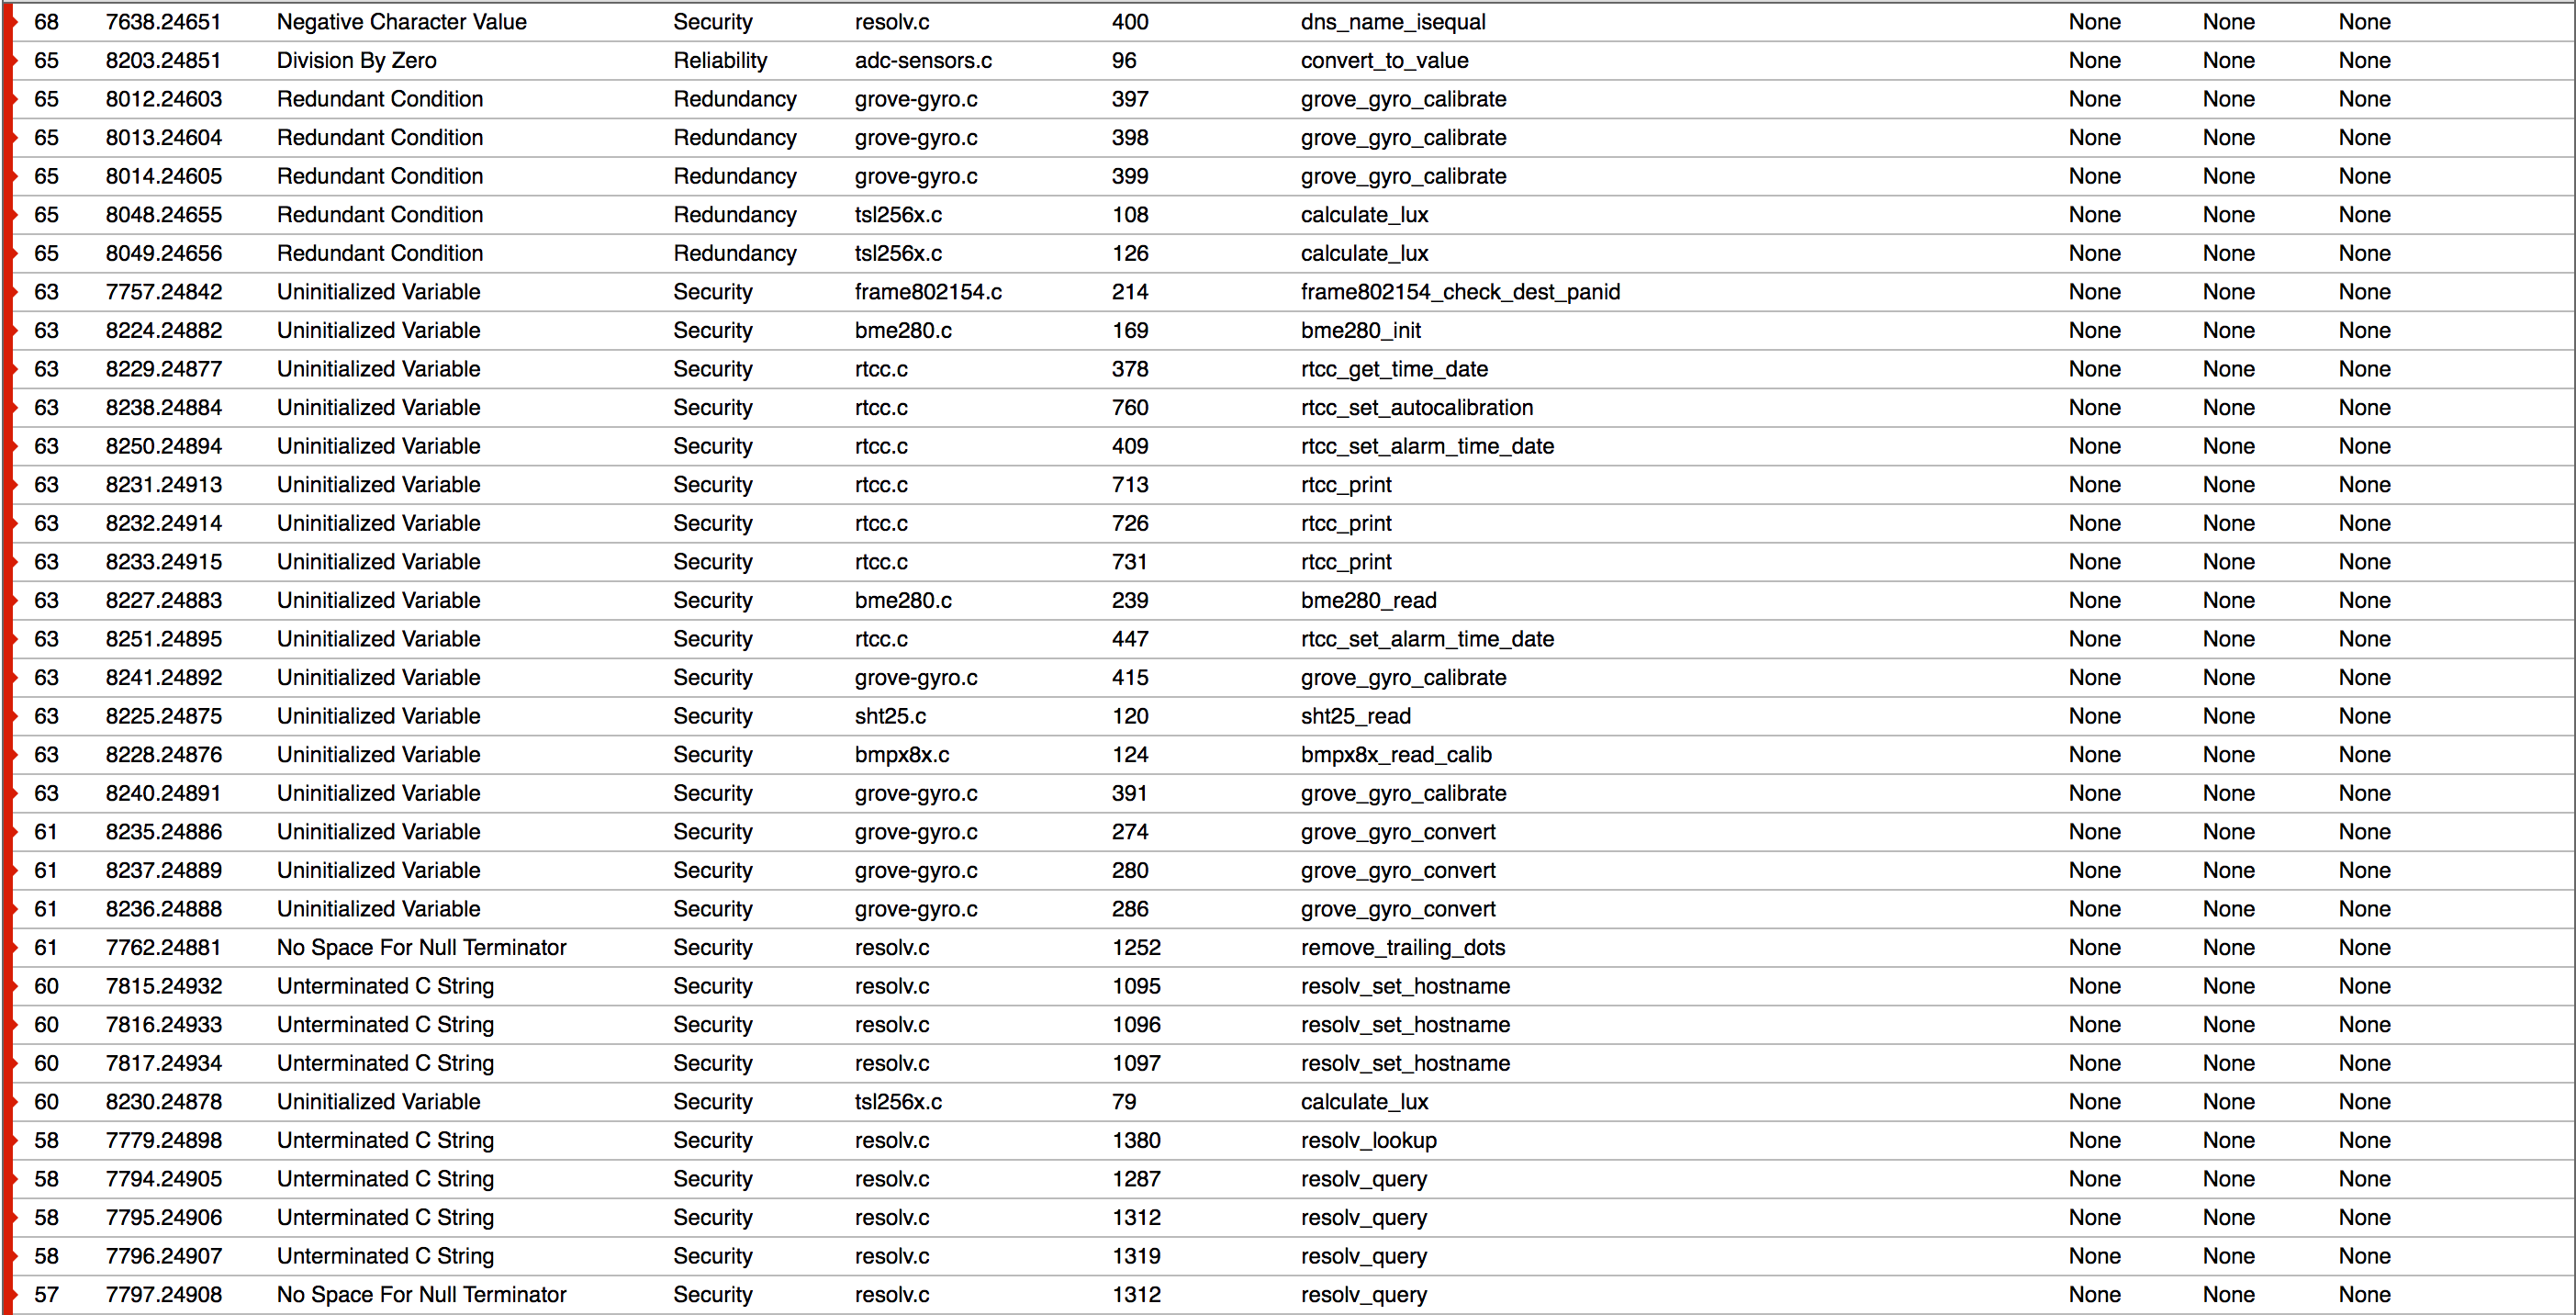 68 7638.24651 Negative Character Value Security resolv.c 400 dns_name_isequal None None None
65 8203.24851 Division By Zero Reliability adc-sensors.c 96 convert_to_value None None None
65 8012.24603 Redundant Condition Redundancy grove-gyro.c 397 grove_gyro_calibrate None None None
65 8013.24604 Redundant Condition Redundancy grove-gyro.c 398 grove_gyro_calibrate None None None
65 8014.24605 Redundant Condition Redundancy grove-gyro.c 399 grove_gyro_calibrate None None None
65 8048.24655 Redundant Condition Redundancy tsl256x.c 108 calculate_lux None None None
65 8049.24656 Redundant Condition Redundancy tsl256x.c 126 calculate_lux None None None
63 7757.24842 Uninitialized Variable Security frame802154.c 214 frame802154_check_dest_panid None None None
63 8224.24882 Uninitialized Variable Security bme280.c 169 bme280_init None None None
63 8229.24877 Uninitialized Variable Security rtcc.c 378 rtcc_get_time_date None None None
63 8238.24884 Uninitialized Variable Security rtcc.c 760 rtcc_set_autocalibration None None None
63 8250.24894 Uninitialized Variable Security rtcc.c 409 rtcc_set_alarm_time_date None None None
63 8231.24913 Uninitialized Variable Security rtcc.c 713 rtcc_print None None None
63 8232.24914 Uninitialized Variable Security rtcc.c 726 rtcc_print None None None
63 8233.24915 Uninitialized Variable Security rtcc.c 731 rtcc_print None None None
63 8227.24883 Uninitialized Variable Security bme280.c 239 bme280_read None None None
63 8251.24895 Uninitialized Variable Security rtcc.c 447 rtcc_set_alarm_time_date None None None
63 8241.24892 Uninitialized Variable Security grove-gyro.c 415 grove_gyro_calibrate None None None
63 8225.24875 Uninitialized Variable Security sht25.c 120 sht25_read None None None
63 8228.24876 Uninitialized Variable Security bmpx8x.c 124 bmpx8x_read_calib None None None
63 8240.24891 Uninitialized Variable Security grove-gyro.c 391 grove_gyro_calibrate None None None
61 8235.24886 Uninitialized Variable Security grove-gyro.c 274 grove_gyro_convert None None None
61 8237.24889 Uninitialized Variable Security grove-gyro.c 280 grove_gyro_convert None None None
61 8236.24888 Uninitialized Variable Security grove-gyro.c 286 grove_gyro_convert None None None
61 7762.24881 No Space For Null Terminator Security resolv.c 1252 remove_trailing_dots None None None
60 7815.24932 Unterminated C String Security resolv.c 1095 resolv_set_hostname None None None
60 7816.24933 Unterminated C String Security resolv.c 1096 resolv_set_hostname None None None
60 7817.24934 Unterminated C String Security resolv.c 1097 resolv_set_hostname None None None
60 8230.24878 Uninitialized Variable Security tsl256x.c 79 calculate_lux None None None
58 7779.24898 Unterminated C String Security resolv.c 1380 resolv_lookup None None None
58 7794.24905 Unterminated C String Security resolv.c 1287 resolv_query None None None
58 7795.24906 Unterminated C String Security resolv.c 1312 resolv_query None None None
58 7796.24907 Unterminated C String Security resolv.c 1319 resolv_query None None None
57 7797.24908 No Space For Null Terminator Security resolv.c 1312 resolv_query None None None